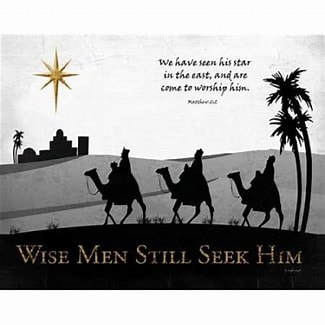 We have seen his star
in the east, and are
come to worship him.
Matthew 2:2
WISE MEN STILL SEEK HIM